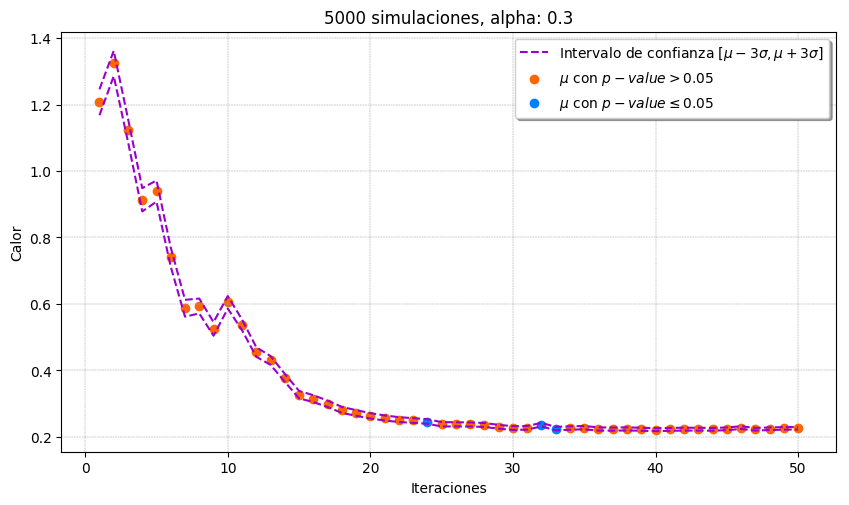 5000 simulaciones, alpha: 0.3
Intervalo de confianza [μ − 3σ, μ + 3σ]
μ con p − value > 0.05
μ con p − value ≤ 0.05
Calor
1.4
1.2
1.0
0.8
0.6
0.4
0.2
0 10 20 30 40 50
Iteraciones